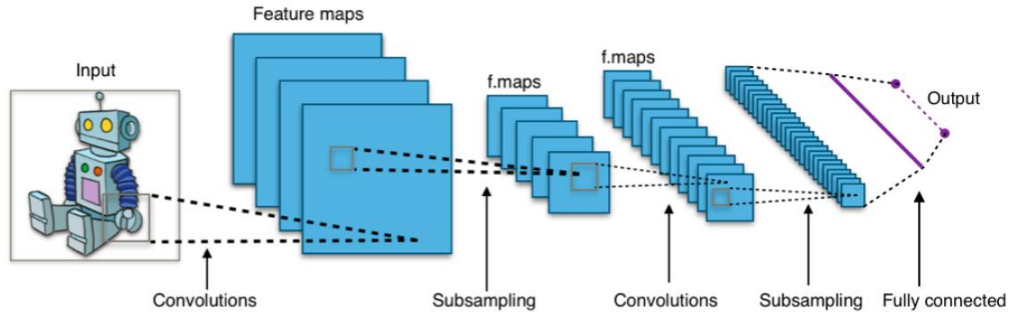 Feature maps
Input
f.maps
f.maps
Output
Convolutions
Subsampling
Convolutions
Subsampling
Fully connected